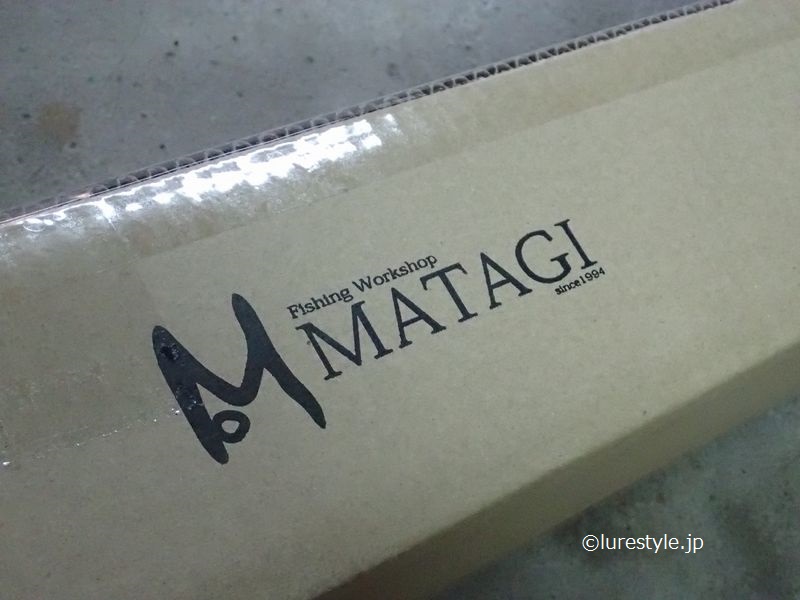 Fishing Workshop
MATAGI
since1994
©lurestyle.jp